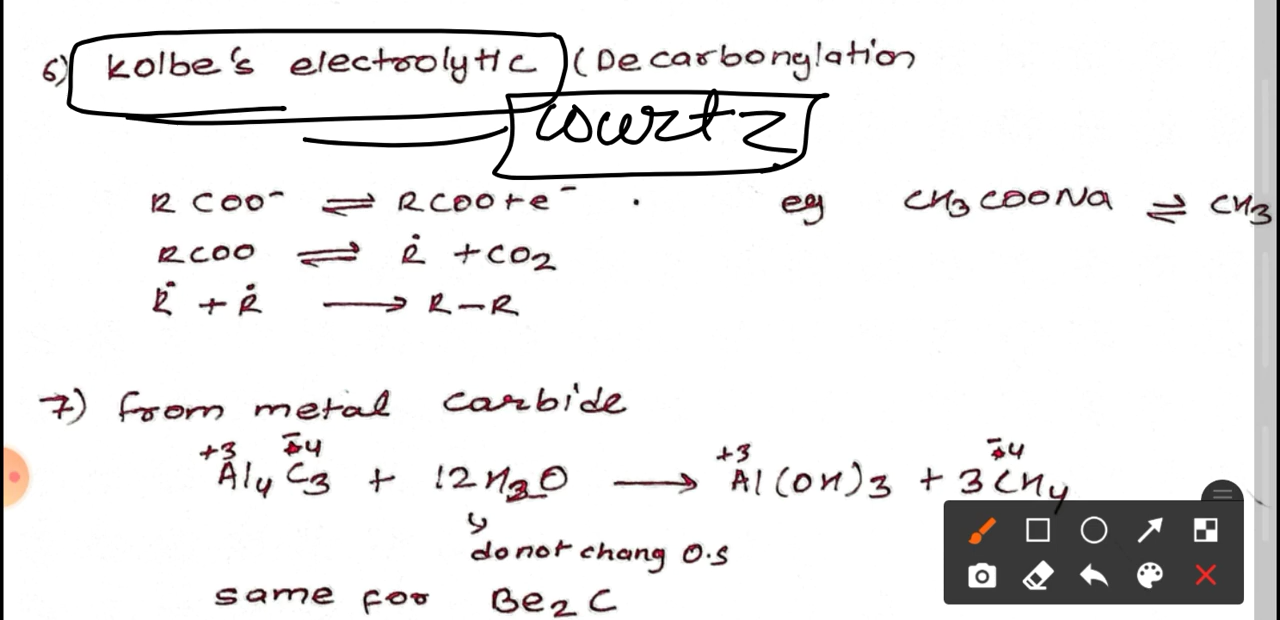 6) Kolbe's electrolytic (Decarbonylation
wurtz
RCOO⁻ ⇌ RCOO+e⁻ . eg CH3COONa ⇌ CH3
RCOO ⇌ Ṙ +CO2
Ṙ + Ṙ ⟶ R-R
7) from metal carbide
+3 -4 +3 -4
Al4C3 + 12H2O ⟶ Al(OH)3 + 3CH4
do not chang O.S
same for Be2C